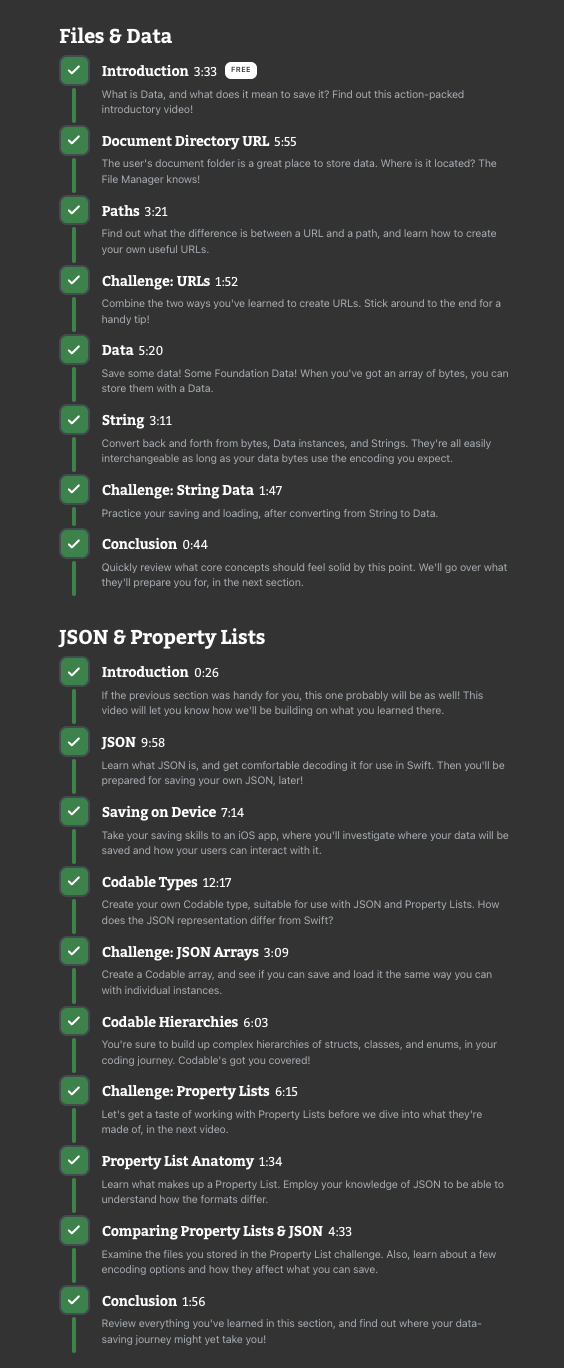 Files & Data
Introduction 3:33 FREE
What is Data, and what does it mean to save it? Find out this action-packed
introductory video!
Document Directory URL 5:55
The user's document folder is a great place to store data. Where is it located? The
File Manager knows!
Paths 3:21
Find out what the difference is between a URL and a path, and learn how to create
your own useful URLs.
Challenge: URLs 1:52
Combine the two ways you've learned to create URLs. Stick around to the end for a
handy tip!
Data 5:20
Save some data! Some Foundation Data! When you've got an array of bytes, you can
store them with a Data.
String 3:11
Convert back and forth from bytes, Data instances, and Strings. They're all easily
interchangeable as long as your data bytes use the encoding you expect.
Challenge: String Data 1:47
Practice your saving and loading, after converting from String to Data.
Conclusion 0:44
Quickly review what core concepts should feel solid by this point. We'll go over what
they'll prepare you for, in the next section.
JSON & Property Lists
Introduction 0:26
If the previous section was handy for you, this one probably will be as well! This
video will let you know how we'll be building on what you learned there.
JSON 9:58
Learn what JSON is, and get comfortable decoding it for use in Swift. Then you'll be
prepared for saving your own JSON, later!
Saving on Device 7:14
Take your saving skills to an iOS app, where you'll investigate where your data will be
saved and how your users can interact with it.
Codable Types 12:17
Create your own Codable type, suitable for use with JSON and Property Lists. How
does the JSON representation differ from Swift?
Challenge: JSON Arrays 3:09
Create a Codable array, and see if you can save and load it the same way you can
with individual instances.
Codable Hierarchies 6:03
You're sure to build up complex hierarchies of structs, classes, and enums, in your
coding journey. Codable's got you covered!
Challenge: Property Lists 6:15
Let's get a taste of working with Property Lists before we dive into what they're
made of, in the next video.
Property List Anatomy 1:34
Learn what makes up a Property List. Employ your knowledge of JSON to be able to
understand how the formats differ.
Comparing Property Lists & JSON 4:33
Examine the files you stored in the Property List challenge. Also, learn about a few
encoding options and how they affect what you can save.
Conclusion 1:56
Review everything you've learned in this section, and find out where your data-
saving journey might yet take you!